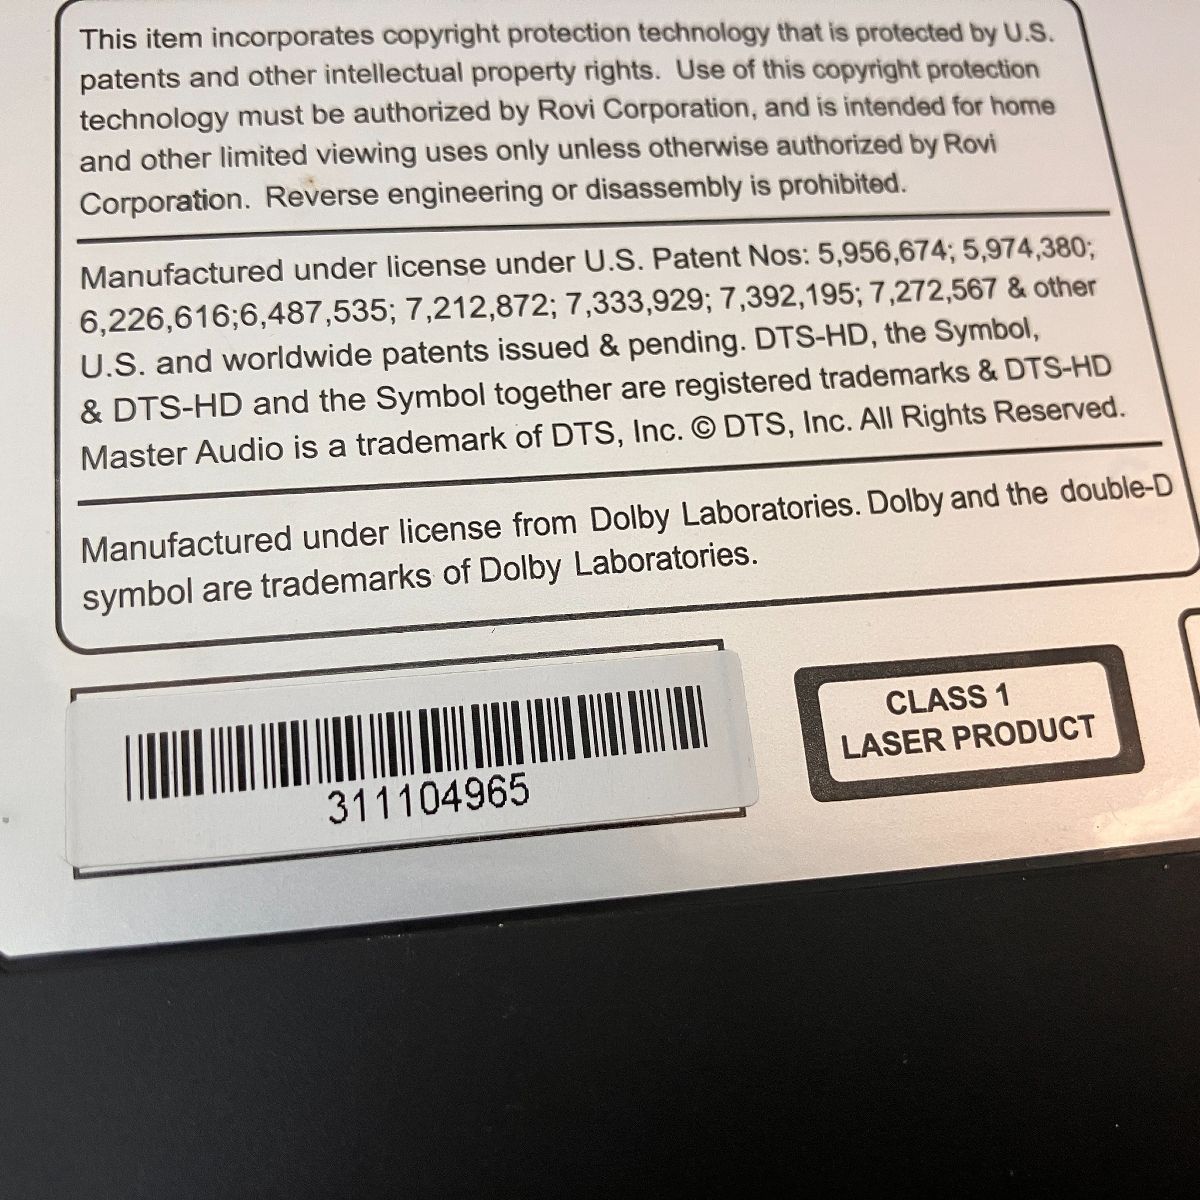 This item incorporates copyright protection technology that is protected by U.S.
patents and other intellectual property rights. Use of this copyright protection
technology must be authorized by Rovi Corporation, and is intended for home
and other limited viewing uses only unless otherwise authorized by Rovi
Corporation. Reverse engineering or disassembly is prohibited.
Manufactured under license under U.S. Patent Nos: 5,956,674; 5,974,380;
6,226,616;6,487,535; 7,212,872; 7,333,929; 7,392,195; 7,272,567 & other
U.S. and worldwide patents issued & pending. DTS-HD, the Symbol,
& DTS-HD and the Symbol together are registered trademarks & DTS-HD
Master Audio is a trademark of DTS, Inc. © DTS, Inc. All Rights Reserved.
Manufactured under license from Dolby Laboratories. Dolby and the double-D
symbol are trademarks of Dolby Laboratories.
311104965
CLASS 1
LASER PRODUCT